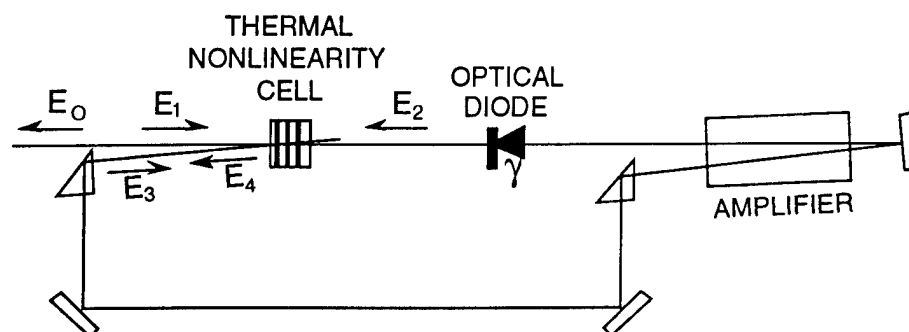 THERMAL
NONLINEARITY
CELL
OPTICAL
DIODE
E₀
E₁
E₂
E₃
E₄
γ
AMPLIFIER